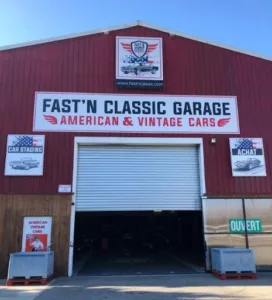 FAST'N CLASSIC GARAGE
AMERICAN & VINTAGE CARS
CAR STAGING
ACHAT
AMERICAN
VINTAGE CARS
OUVERT